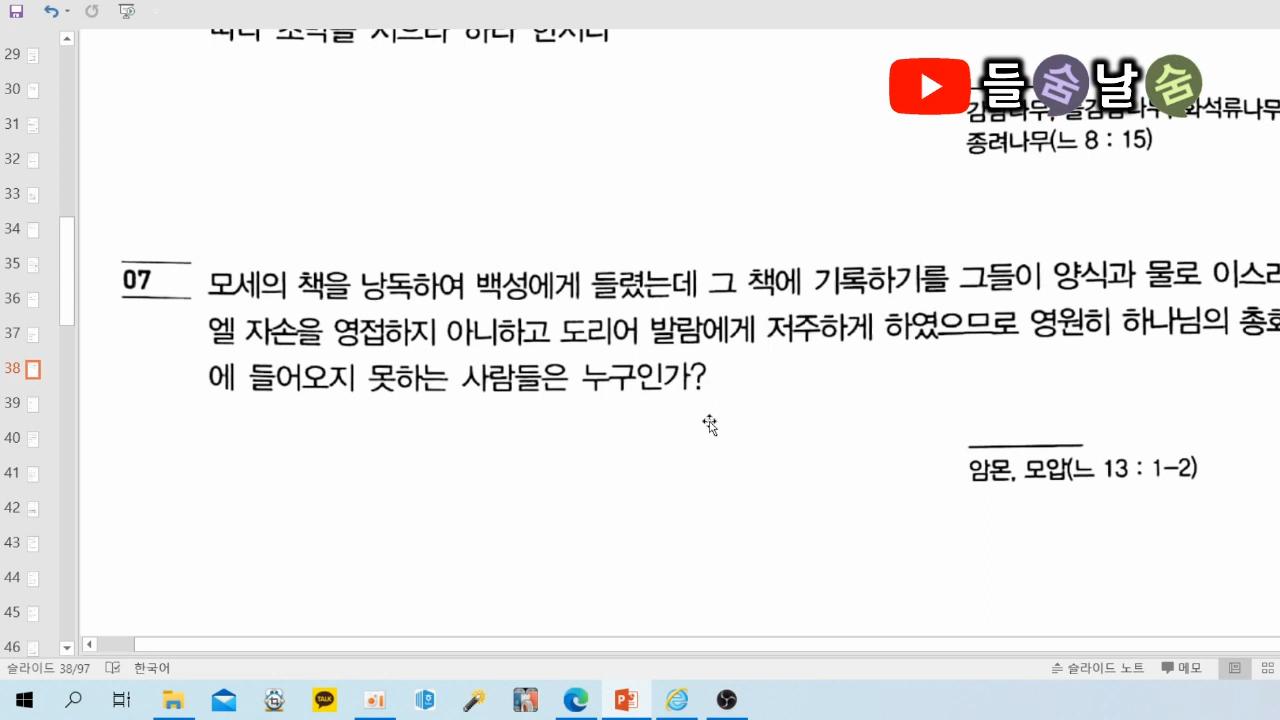 29
30
31
32
33
34
35
36
37
38
39
40
41
42
43
44
45
46
들숨날숨
종려나무(느 8 : 15)
07
모세의 책을 낭독하여 백성에게 들렸는데 그 책에 기록하기를 그들이 양식과 물로 이스라
엘 자손을 영접하지 아니하고 도리어 발람에게 저주하게 하였으므로 영원히 하나님의 총회
에 들어오지 못하는 사람들은 누구인가?
암몬, 모압(느 13 : 1-2)
슬라이드 38/97
한국어
슬라이드 노트
메모
TALK